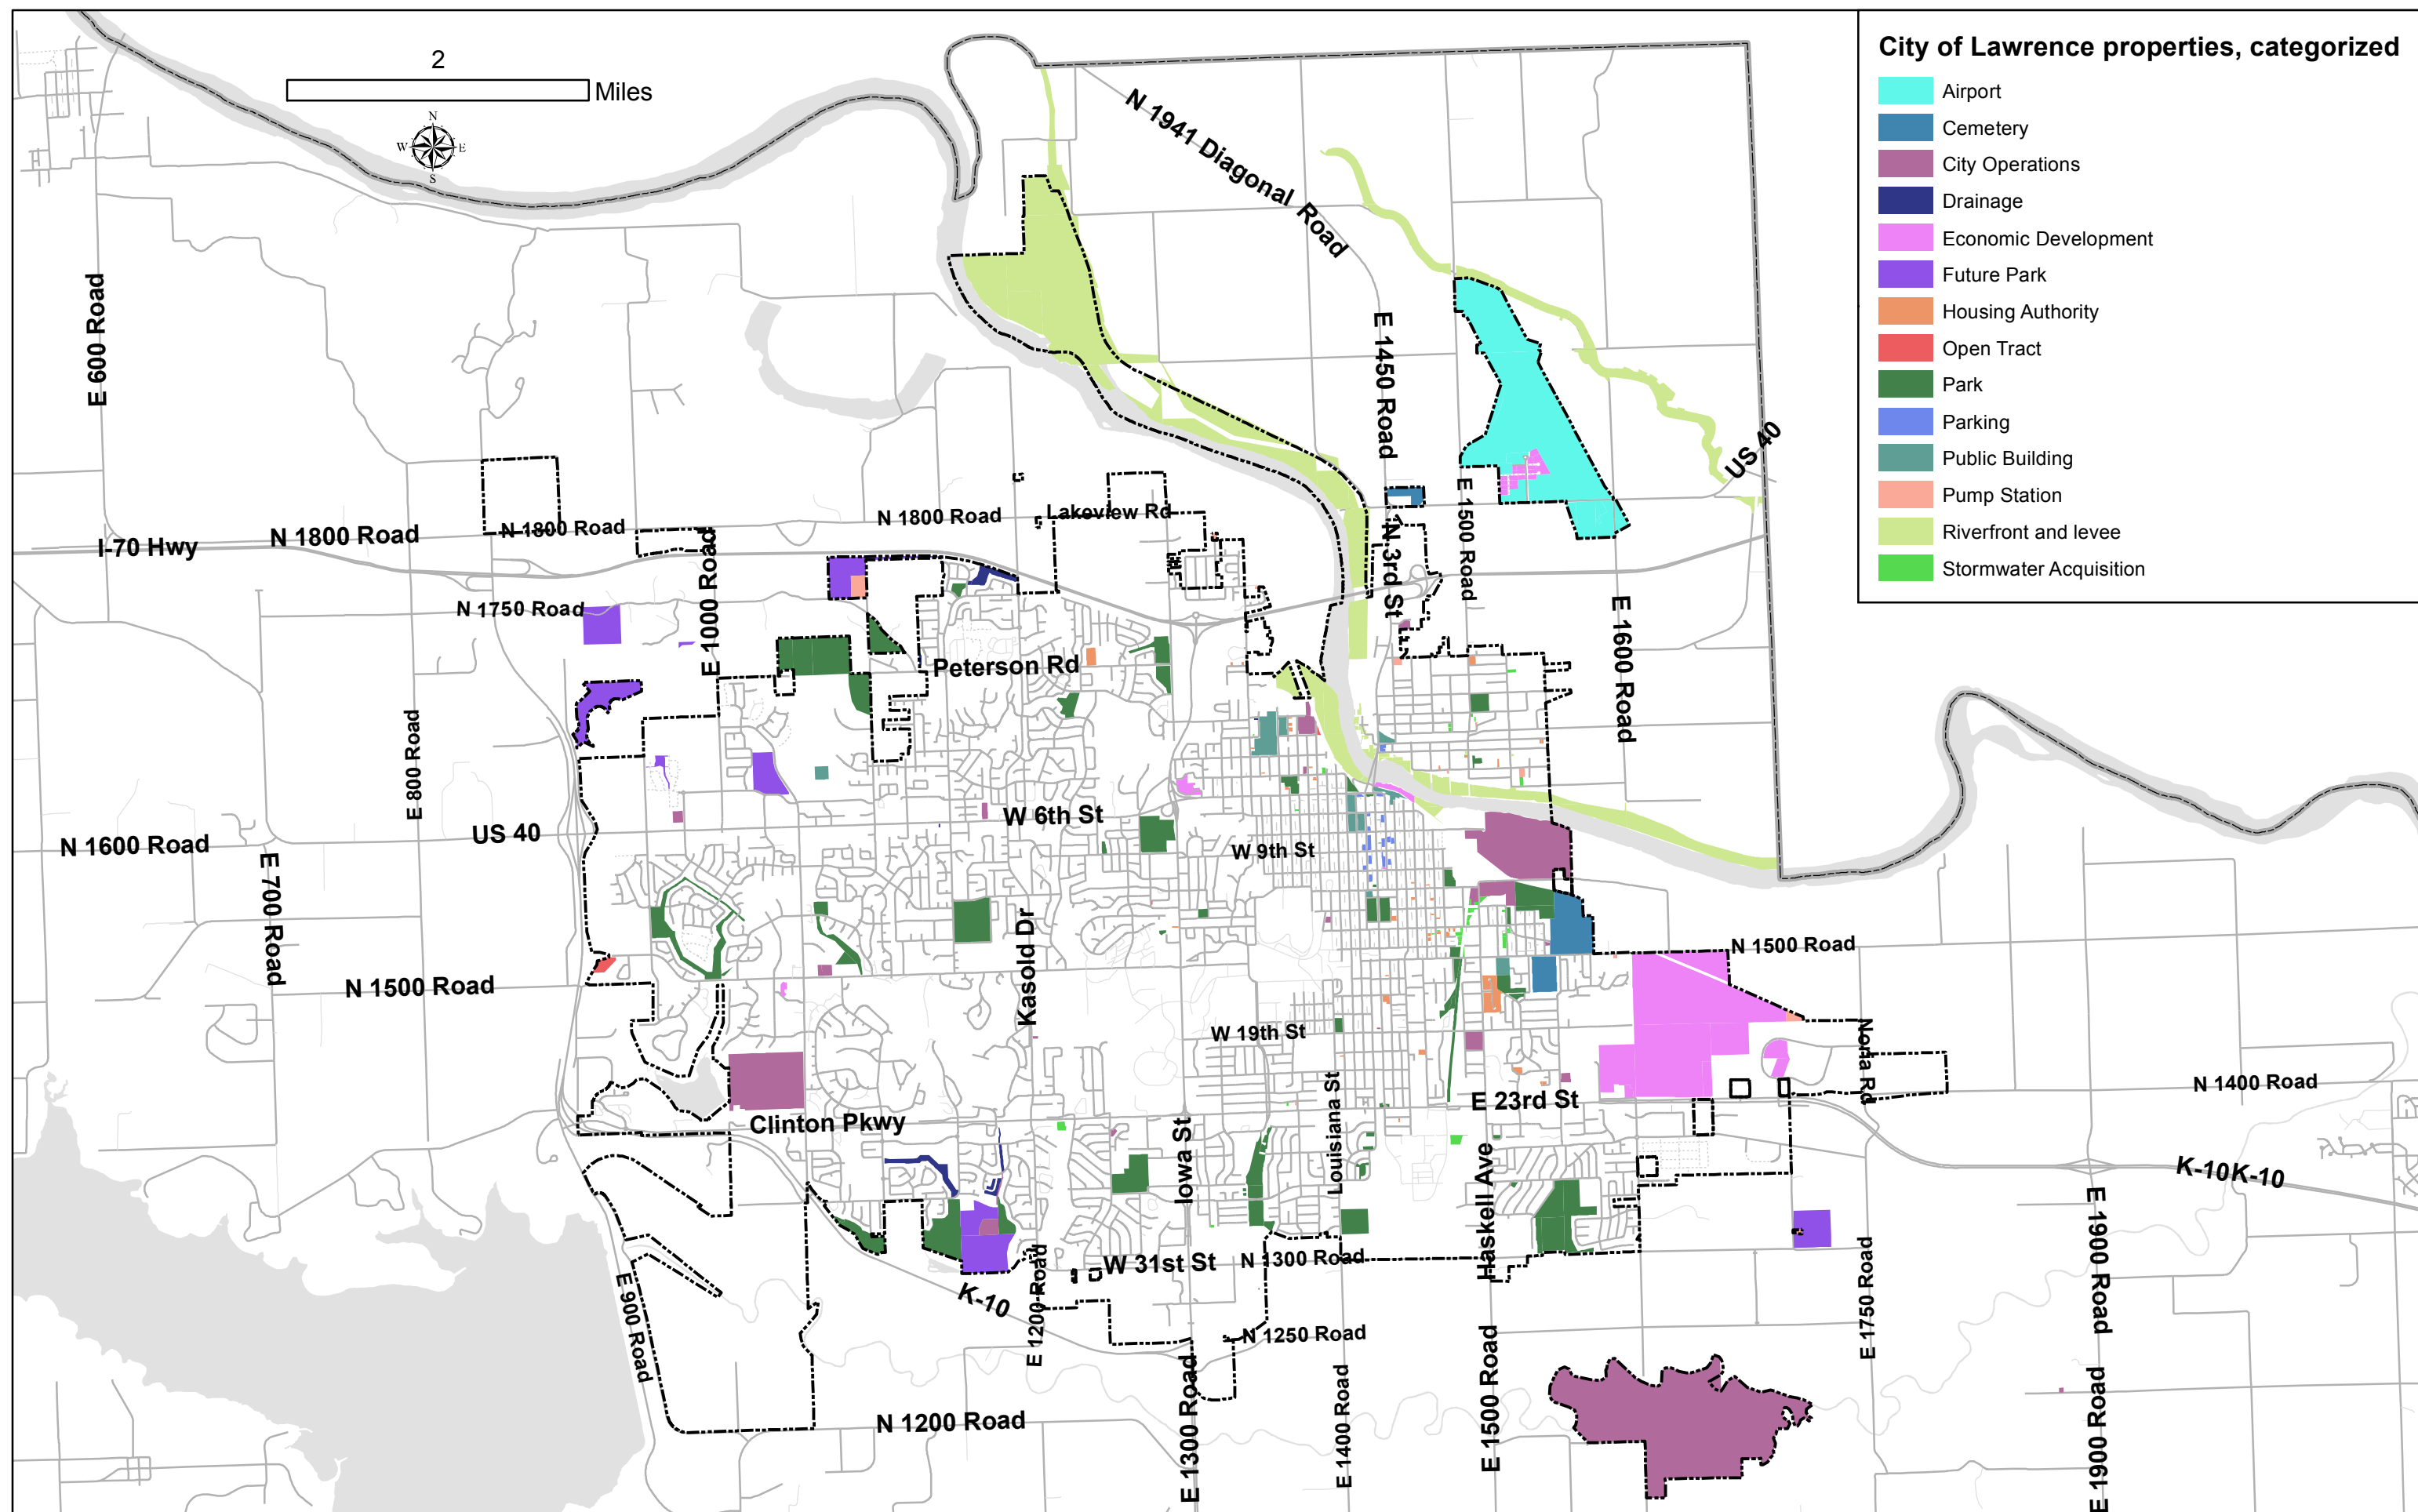 2
Miles
N
W E
S
City of Lawrence properties, categorized
Airport
Cemetery
City Operations
Drainage
Economic Development
Future Park
Housing Authority
Open Tract
Park
Parking
Public Building
Pump Station
Riverfront and levee
Stormwater Acquisition
N 1941 Diagonal Road
E 600 Road
E 1450 Road
US 40
I-70 Hwy
N 1800 Road
N 1800 Road
N 1800 Road
Lakeview Rd
E 1500 Road
N 3rd St
E 1000 Road
N 1750 Road
E 1600 Road
Peterson Rd
E 800 Road
W 6th St
US 40
N 1600 Road
W 9th St
E 700 Road
Kasold Dr
N 1500 Road
N 1500 Road
W 19th St
Noria Rd
N 1400 Road
Louisiana St
E 23rd St
Clinton Pkwy
Iowa St
Haskell Ave
K-10K-10
E 1900 Road
W 31st St
N 1300 Road
E 1200 Road
E 900 Road
K-10
E 1750 Road
N 1250 Road
E 1300 Road
E 1400 Road
E 1500 Road
N 1200 Road
E 1900 Road